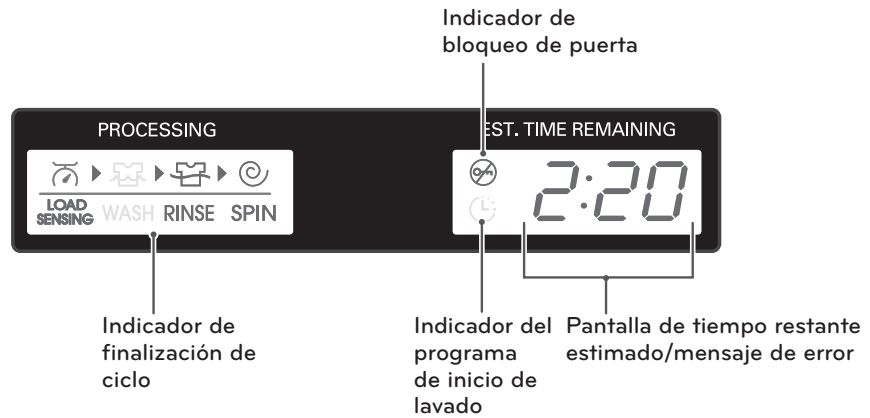 Indicador de
bloqueo de puerta
PROCESSING
EST. TIME REMAINING
LOAD
SENSING
WASH RINSE SPIN
2:20
Indicador de
finalización de
ciclo
Indicador del
programa
de inicio de
lavado
Pantalla de tiempo restante
estimado/mensaje de error